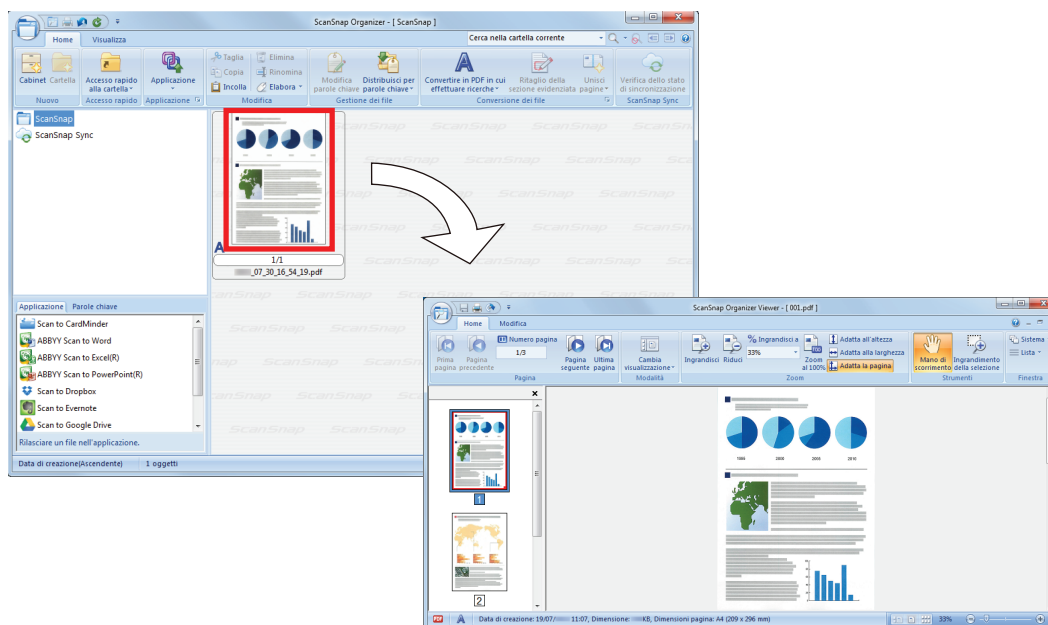 ScanSnap Organizer - [ ScanSnap ]
Home
Visualizza
Cerca nella cartella corrente
Cabinet
Cartella
Accesso rapido
alla cartella
Applicazione
Taglia
Copia
Incolla
Elimina
Rinomina
Elabora
Modifica
parole chiave
Distribuisci per
parole chiave
Convertire in PDF in cui
effettuare ricerche
Ritaglio della
sezione evidenziata
Unisci
pagine
Verifica dello stato
di sincronizzazione
Nuovo
Accesso rapido
Applicazione
Modifica
Gestione dei file
Conversione dei file
ScanSnap Sync
ScanSnap
ScanSnap Sync
A
1/1
_07_30_16_54_19.pdf
Applicazione
Parole chiave
Scan to CardMinder
ABBYY Scan to Word
ABBYY Scan to Excel(R)
ABBYY Scan to PowerPoint(R)
Scan to Dropbox
Scan to Evernote
Scan to Google Drive
Rilasciare un file nell'applicazione.
Data di creazione(Ascendente)
1 oggetti
ScanSnap Organizer Viewer - [ 001.pdf ]
Home
Modifica
Prima
pagina
Pagina
precedente
Numero pagina
1/3
Pagina
seguente
Ultima
pagina
Cambia
visualizzazione
Ingrandisci
Riduci
% Ingrandisci a
33%
Zoom
al 100%
Adatta all'altezza
Adatta alla larghezza
Adatta la pagina
Mano di
scorrimento
Ingrandimento
della selezione
Sistema
Lista
Pagina
Modalità
Zoom
Strumenti
Finestra
1
2
1995
2000
2005
2010
PDF
A
Data di creazione: 19/07/
11:07, Dimensione:
KB, Dimensioni pagina: A4 (209 x 296 mm)
33%